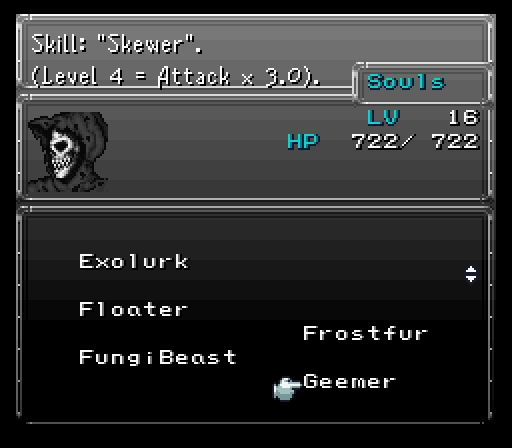 Skill: "Skewer".
(Level 4 = Attack x 3.0).
Souls
LV 16
HP 722/ 722
Exolurk
Floater
Frostfur
FungiBeast
Geemer